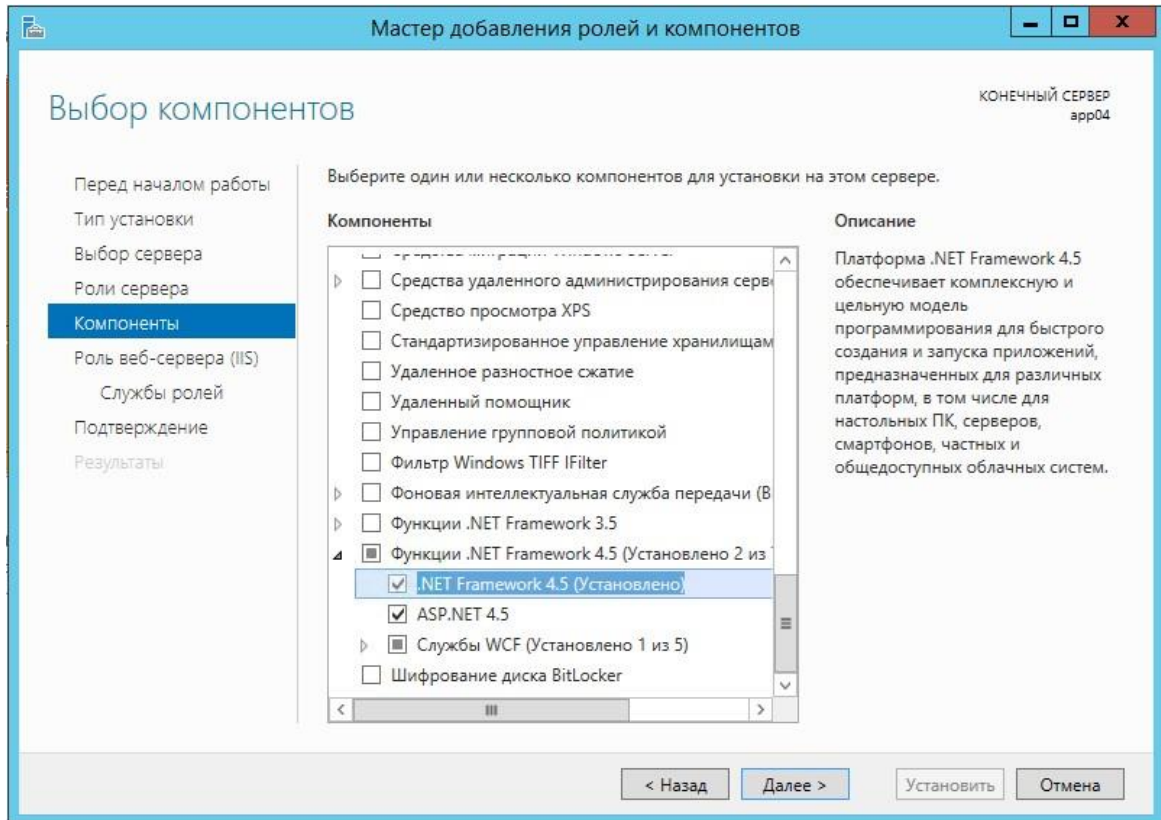 Мастер добавления ролей и компонентов
Выбор компонентов
КОНЕЧНЫЙ СЕРВЕР
app04
Перед началом работы
Тип установки
Выбор сервера
Роли сервера
Компоненты
Роль веб-сервера (IIS)
Службы ролей
Подтверждение
Результаты
Выберите один или несколько компонентов для установки на этом сервере.
Компоненты
Средства удаленного администрирования серве
Средство просмотра XPS
Стандартизированное управление хранилищам
Удаленное разностное сжатие
Удаленный помощник
Управление групповой политикой
Фильтр Windows TIFF IFilter
Фоновая интеллектуальная служба передачи (B
Функции .NET Framework 3.5
Функции .NET Framework 4.5 (Установлено 2 из
.NET Framework 4.5 (Установлено)
ASP.NET 4.5
Службы WCF (Установлено 1 из 5)
Шифрование диска BitLocker
Описание
Платформа .NET Framework 4.5
обеспечивает комплексную и
цельную модель
программирования для быстрого
создания и запуска приложений,
предназначенных для различных
платформ, в том числе для
настольных ПК, серверов,
смартфонов, частных и
общедоступных облачных систем.
< Назад
Далее >
Установить
Отмена